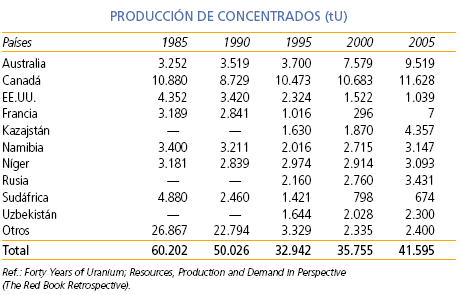 PRODUCCIÓN DE CONCENTRADOS (tU)
Países 1985 1990 1995 2000 2005
Australia 3.252 3.519 3.700 7.579 9.519
Canadá 10.880 8.729 10.473 10.683 11.628
EE.UU. 4.352 3.420 2.324 1.522 1.039
Francia 3.189 2.841 1.016 296 7
Kazajstán — — 1.630 1.870 4.357
Namibia 3.400 3.211 2.016 2.715 3.147
Níger 3.181 2.839 2.974 2.914 3.093
Rusia — — 2.160 2.760 3.431
Sudáfrica 4.880 2.460 1.421 798 674
Uzbekistán — — 1.644 2.028 2.300
Otros 26.867 22.794 3.329 2.335 2.400
Total 60.202 50.026 32.942 35.755 41.595
Ref.: Forty Years of Uranium; Resources, Production and Demand in Perspective
(The Red Book Retrospective).